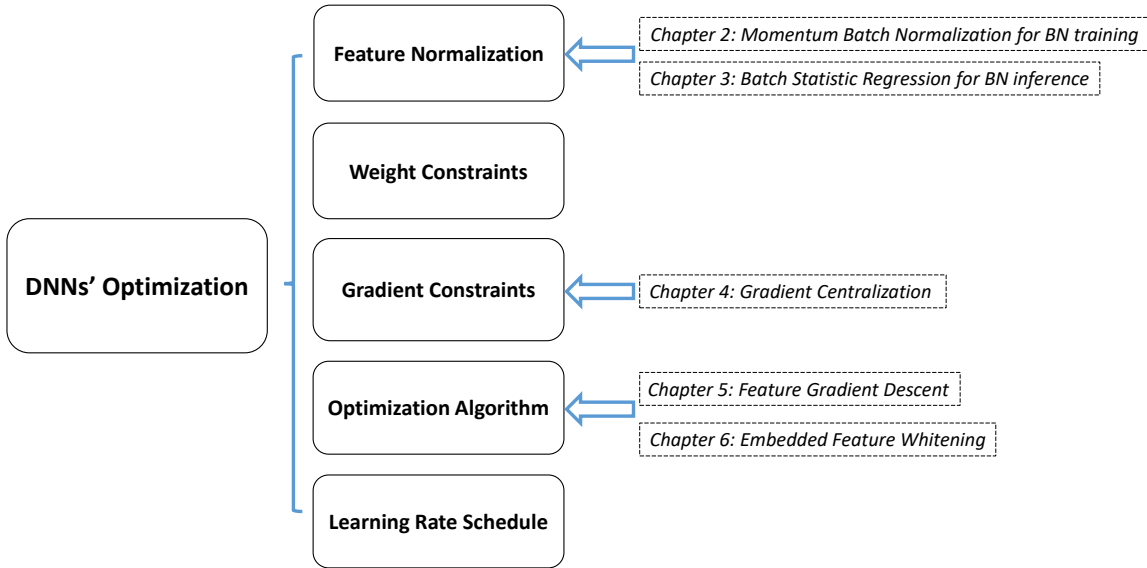 DNNs’ Optimization
Feature Normalization
Chapter 2: Momentum Batch Normalization for BN training
Chapter 3: Batch Statistic Regression for BN inference
Weight Constraints
Gradient Constraints
Chapter 4: Gradient Centralization
Optimization Algorithm
Chapter 5: Feature Gradient Descent
Chapter 6: Embedded Feature Whitening
Learning Rate Schedule